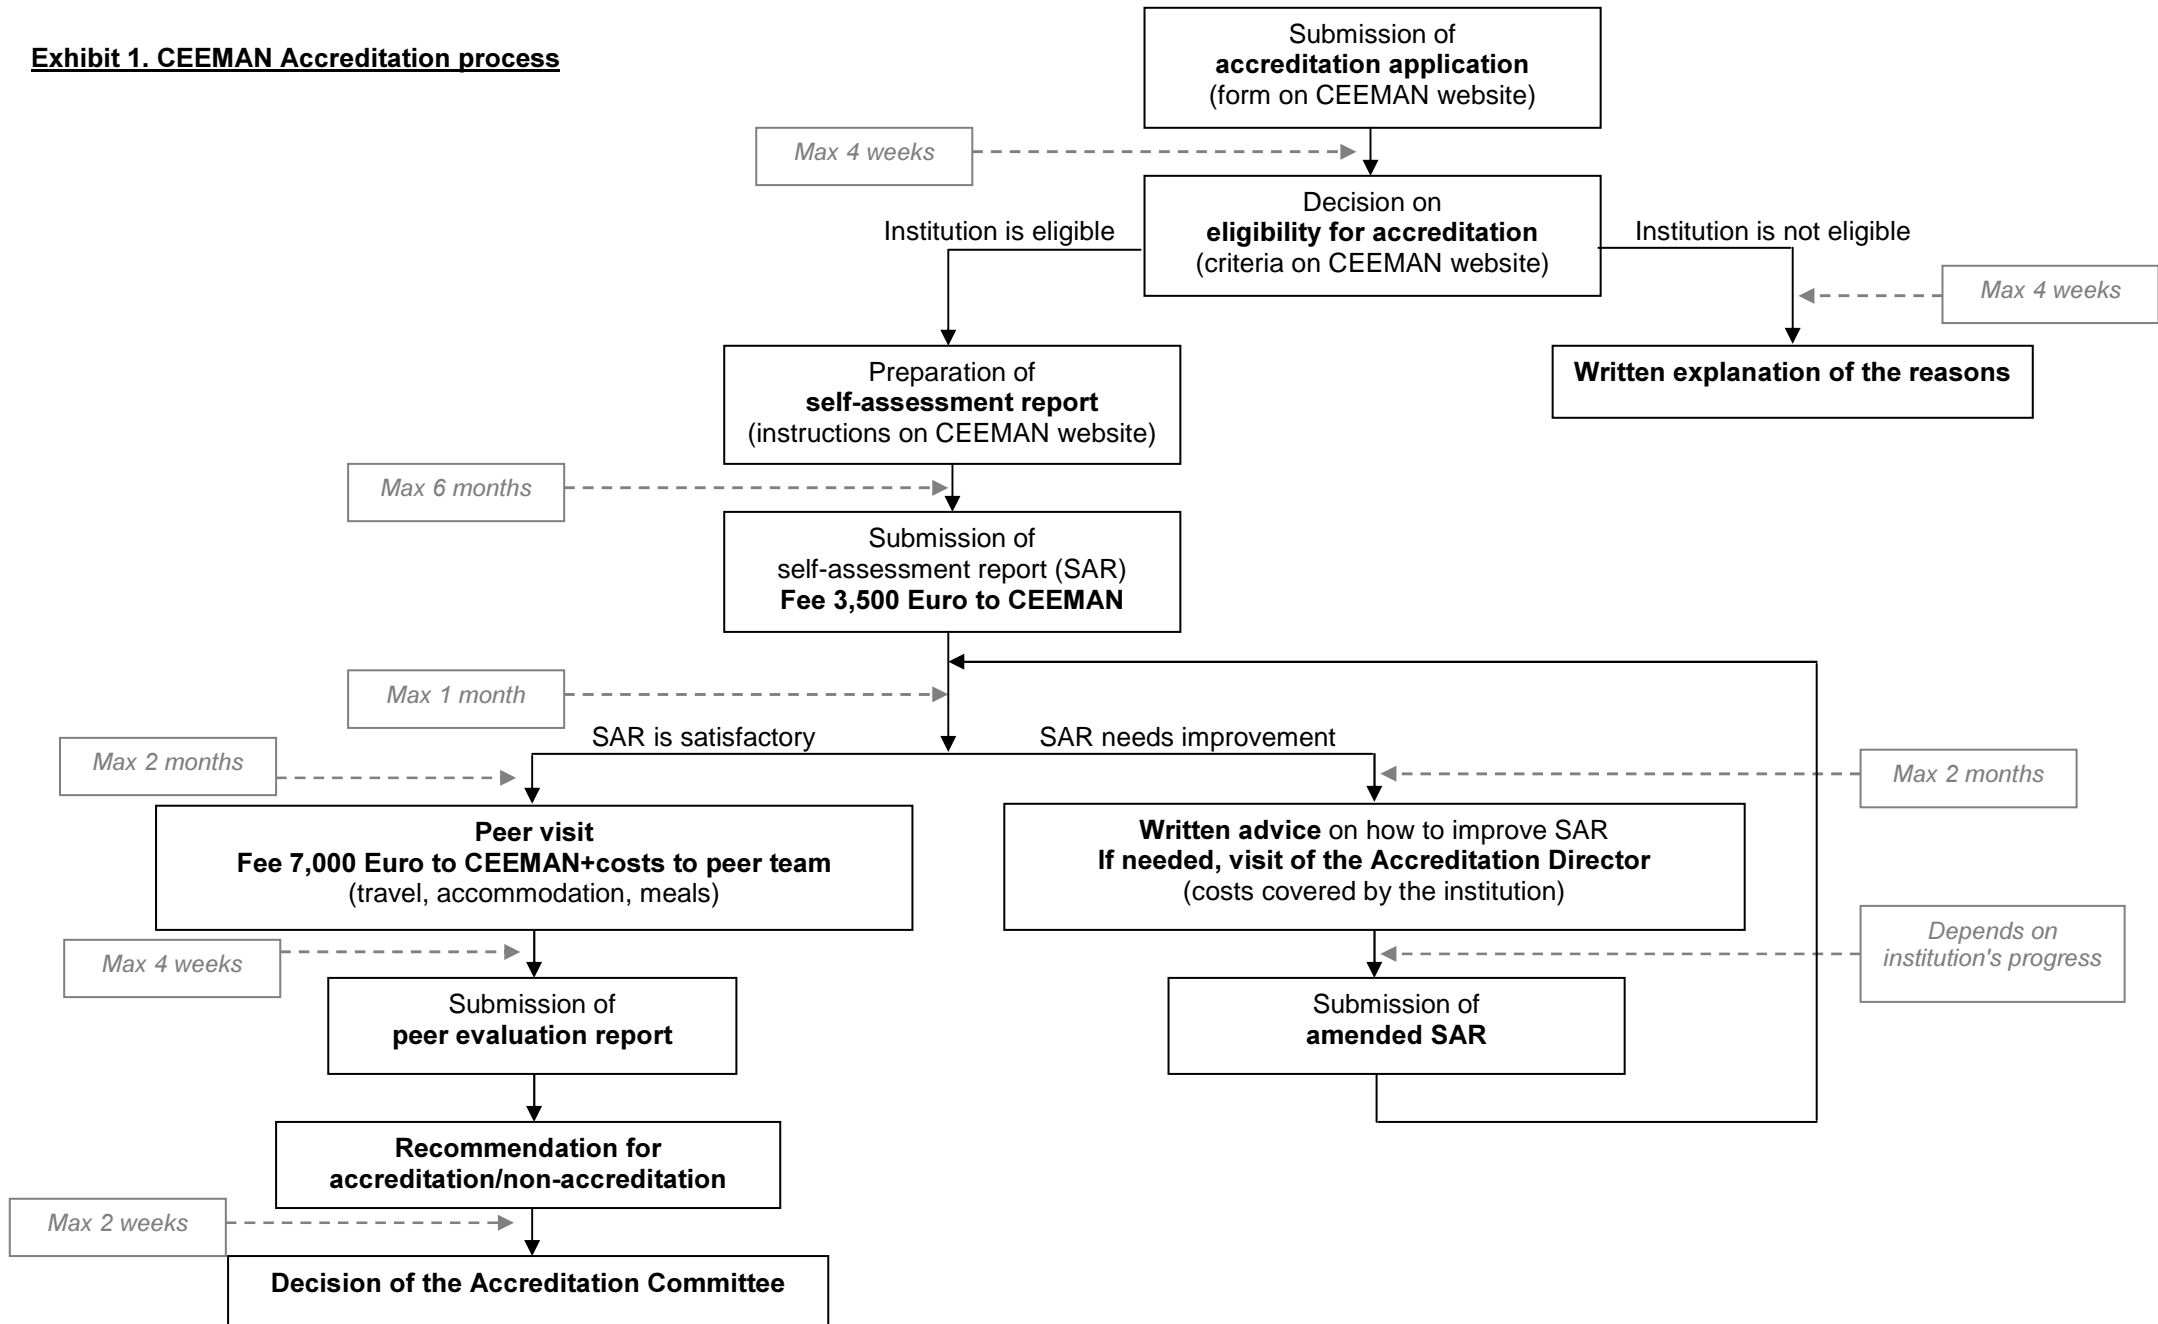 Exhibit 1. CEEMAN Accreditation process
Submission of
accreditation application
(form on CEEMAN website)
Max 4 weeks
Decision on
eligibility for accreditation
(criteria on CEEMAN website)
Institution is eligible
Institution is not eligible
Max 4 weeks
Preparation of
self-assessment report
(instructions on CEEMAN website)
Written explanation of the reasons
Max 6 months
Submission of
self-assessment report (SAR)
Fee 3,500 Euro to CEEMAN
Max 1 month
SAR is satisfactory
SAR needs improvement
Max 2 months
Max 2 months
Peer visit
Fee 7,000 Euro to CEEMAN+costs to peer team
(travel, accommodation, meals)
Written advice on how to improve SAR
If needed, visit of the Accreditation Director
(costs covered by the institution)
Max 4 weeks
Depends on
institution's progress
Submission of
peer evaluation report
Submission of
amended SAR
Recommendation for
accreditation/non-accreditation
Max 2 weeks
Decision of the Accreditation Committee